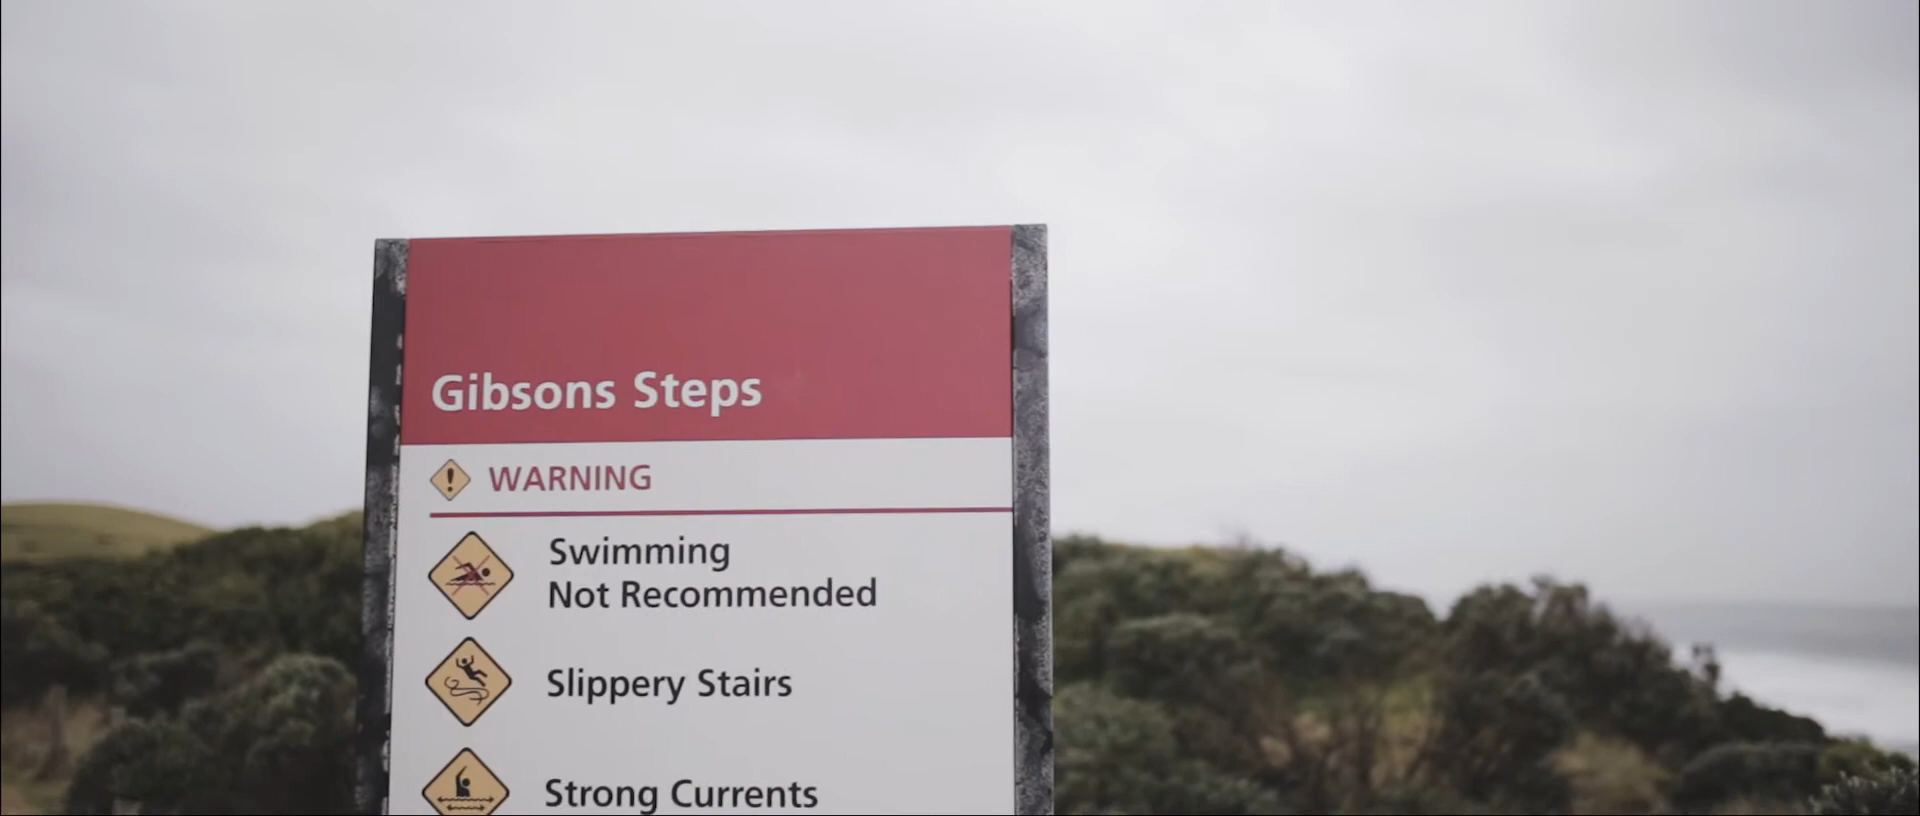 Gibsons Steps
WARNING
Swimming
Not Recommended
Slippery Stairs
Strong Currents